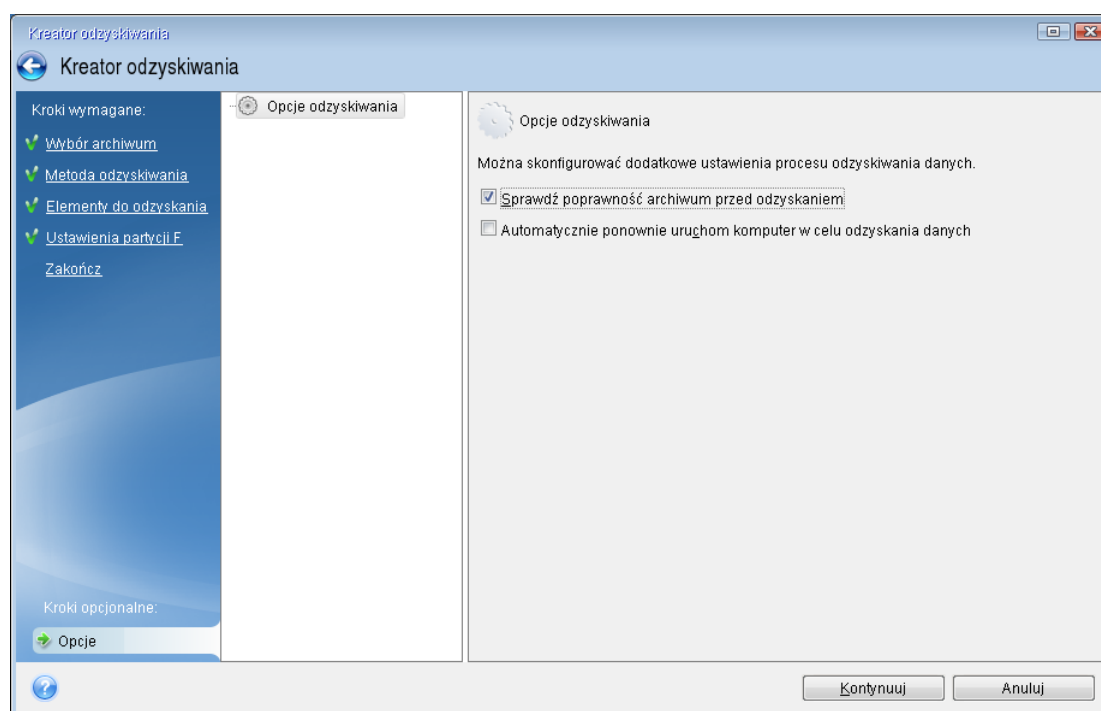 Kreator odzyskiwania
Kreator odzyskiwania
Kroki wymagane:
Wybór archiwum
Metoda odzyskiwania
Elementy do odzyskania
Ustawienia partycji F
Zakończ
Kroki opcjonalne:
Opcje
Opcje odzyskiwania
Opcje odzyskiwania
Można skonfigurować dodatkowe ustawienia procesu odzyskiwania danych.
Sprawdź poprawność archiwum przed odzyskaniem
Automatycznie ponownie uruchom komputer w celu odzyskania danych
Kontynuuj
Anuluj